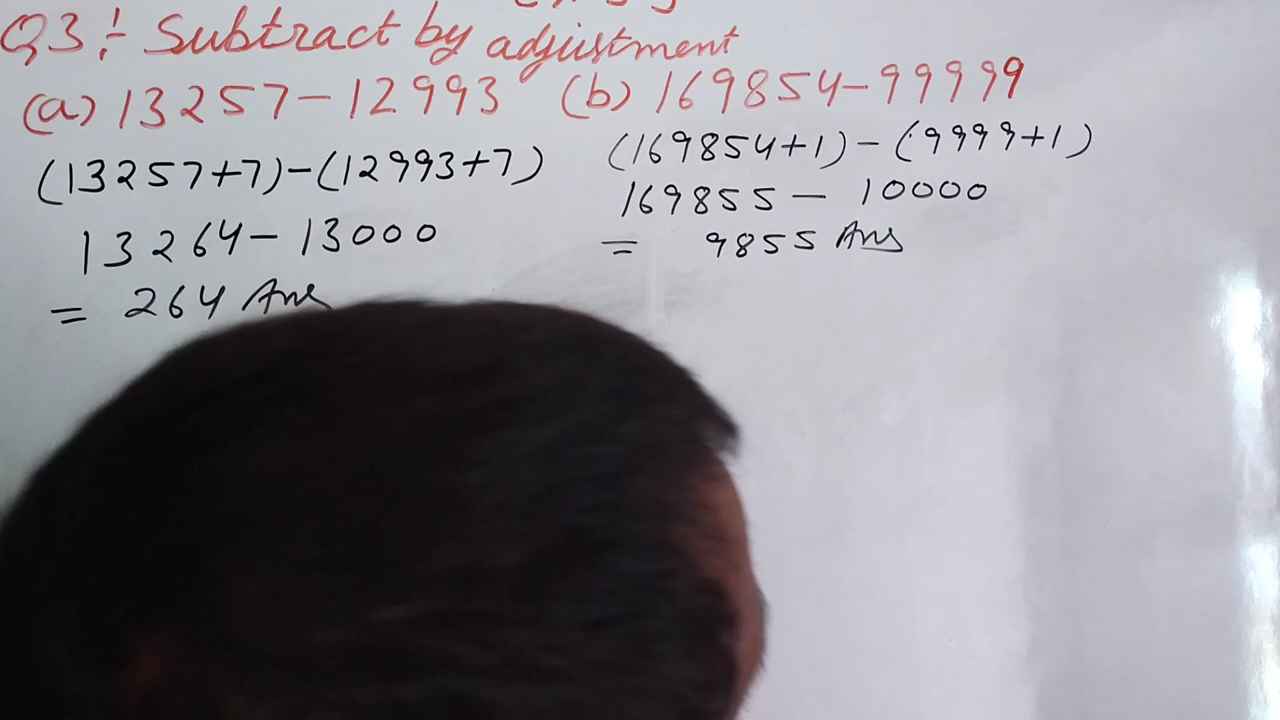 Q3:- Subtract by adjustment
(a) 13257-12993 (b) 169854-99999
(13257+7)-(12993+7)
13264-13000
= 264 Ans
(169854+1)-(9999+1)
169855 - 10000
= 9855 Ans